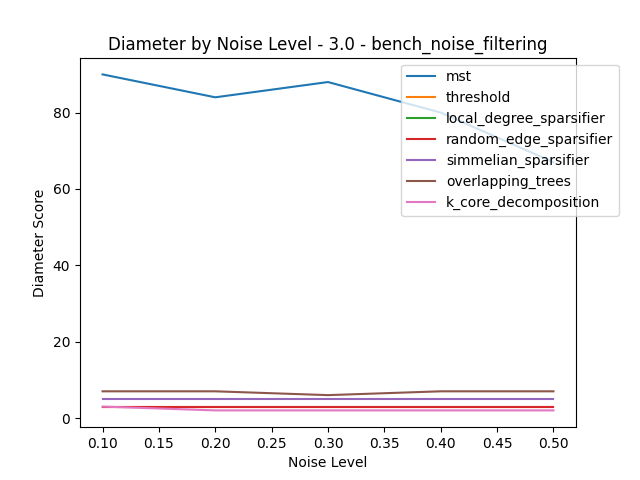 Diameter by Noise Level - 3.0 - bench_noise_filtering
mst
threshold
local_degree_sparsifier
random_edge_sparsifier
simmelian_sparsifier
overlapping_trees
k_core_decomposition
Diameter Score
80
60
40
20
0
0.10 0.15 0.20 0.25 0.30 0.35 0.40 0.45 0.50
Noise Level